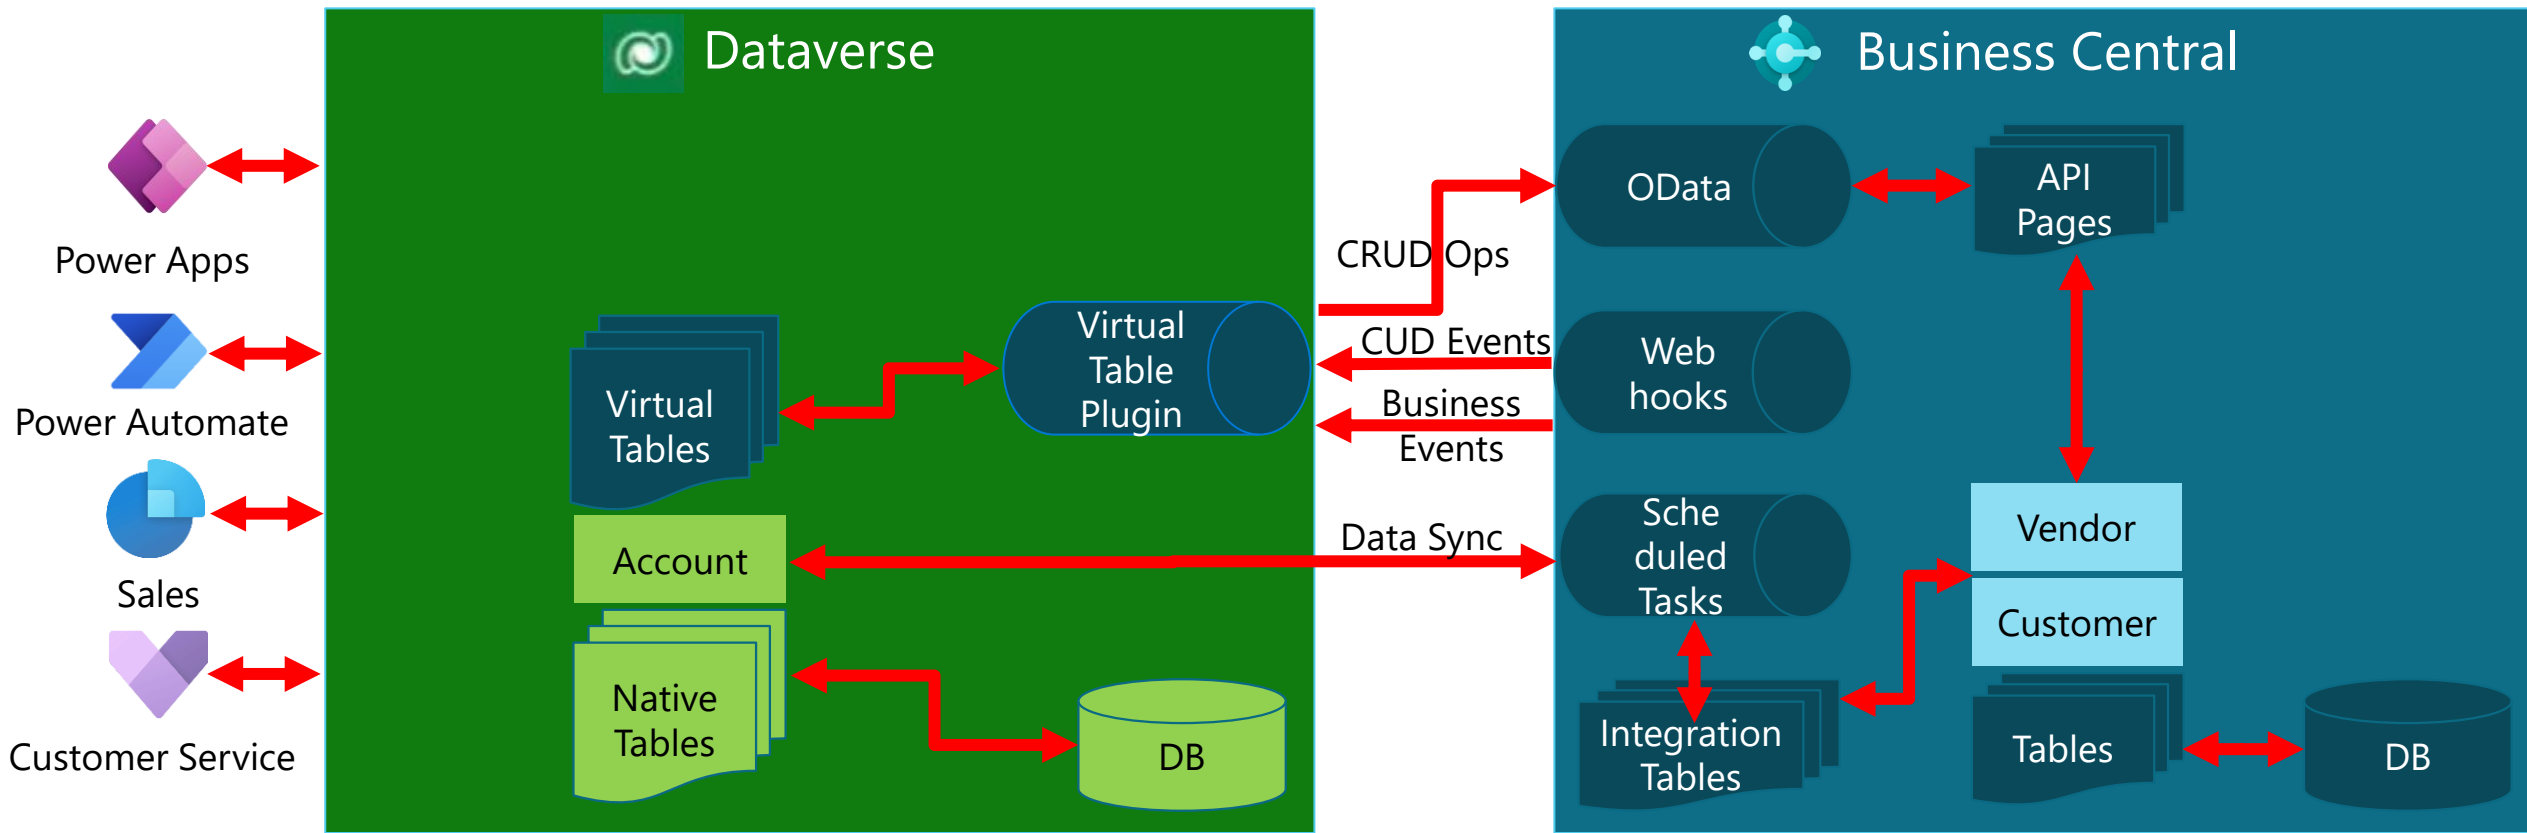 Dataverse
Business Central
Power Apps
Power Automate
Sales
Customer Service
Virtual
Tables
Virtual
Table
Plugin
Account
Native
Tables
DB
CRUD Ops
CUD Events
Business
Events
Data Sync
OData
API
Pages
Web
hooks
Sche
duled
Tasks
Vendor
Customer
Integration
Tables
Tables
DB